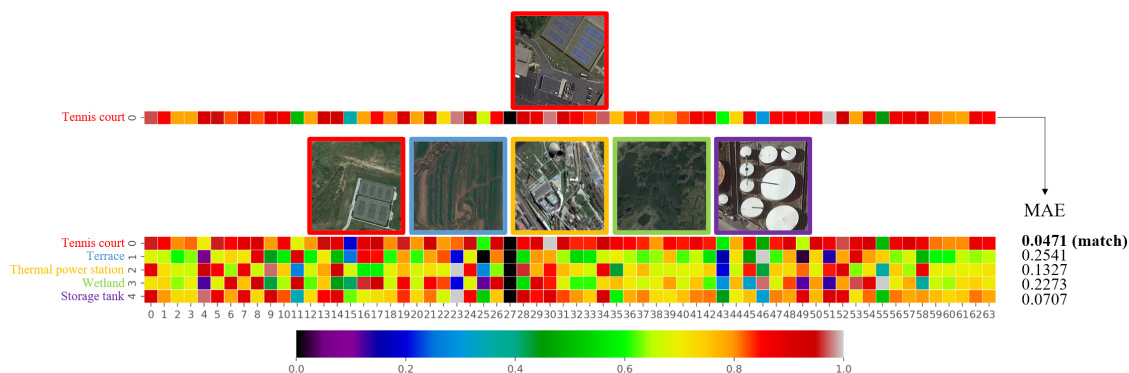 Tennis court 0
MAE
Tennis court 0 0.0471 (match)
Terrace 1 0.2541
Thermal power station 2 0.1327
Wetland 3 0.2273
Storage tank 4 0.0707
0 1 2 3 4 5 6 7 8 9 10 11 12 13 14 15 16 17 18 19 20 21 22 23 24 25 26 27 28 29 30 31 32 33 34 35 36 37 38 39 40 41 42 43 44 45 46 47 48 49 50 51 52 53 54 55 56 57 58 59 60 61 62 63
0.0 0.2 0.4 0.6 0.8 1.0